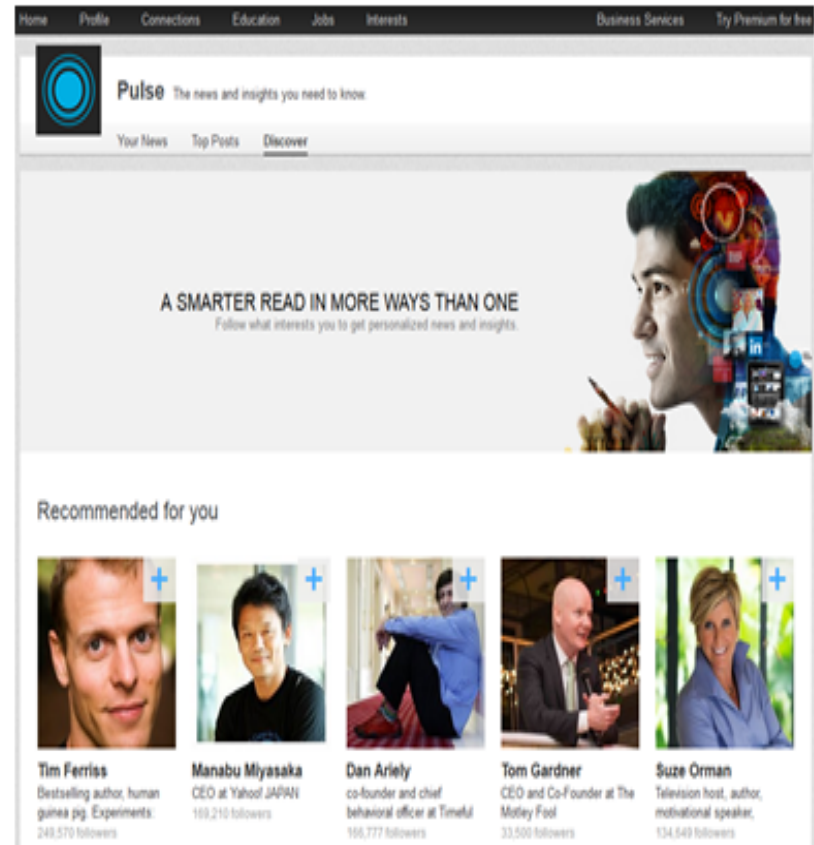 Home Profile Connections Education Jobs Interests Business Services Try Premium for free
Pulse The news and insights you need to know.
Your News Top Posts Discover
A SMARTER READ IN MORE WAYS THAN ONE
Follow what interests you to get personalized news and insights.
in
Recommended for you
+ + + + +
Tim Ferriss
Bestselling author, human
guinea pig. Experiments:
249,570 followers
Manabu Miyasaka
CEO at Yahoo! JAPAN
169,210 followers
Dan Ariely
co-founder and chief
behavioral officer at Timeful
166,777 followers
Tom Gardner
CEO and Co-Founder at The
Motley Fool
33,500 followers
Suze Orman
Television host, author,
motivational speaker,
134,649 followers